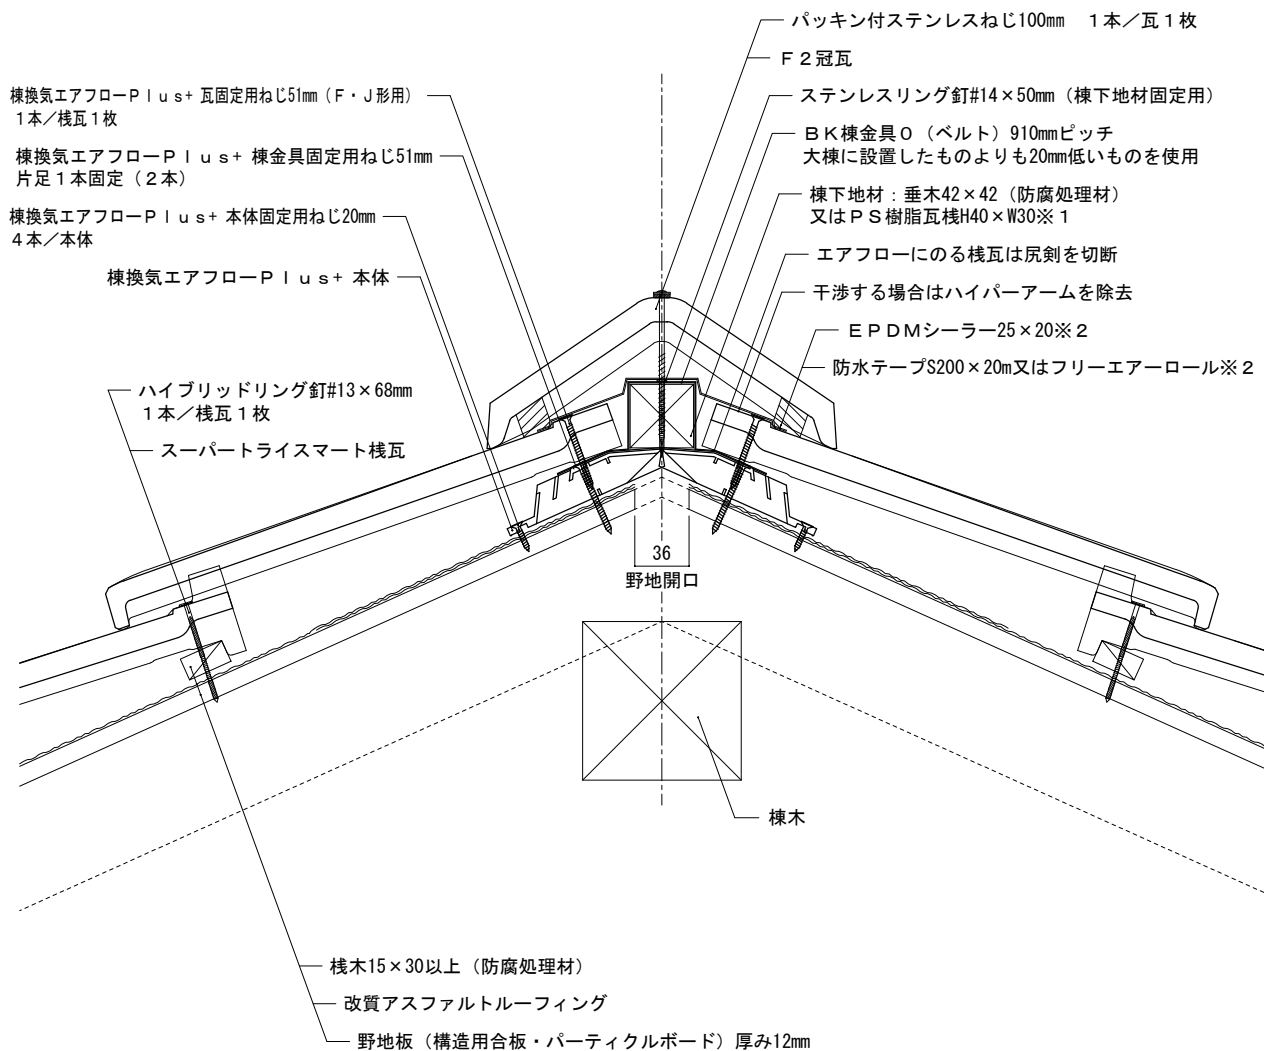 パッキン付ステンレスねじ100mm　１本／瓦１枚
Ｆ２冠瓦
ステンレスリング釘#14×50mm（棟下地材固定用）
ＢＫ棟金具Ｏ（ベルト）910mmピッチ
大棟に設置したものよりも20mm低いものを使用
棟下地材：垂木42×42（防腐処理材）
又はＰＳ樹脂瓦桟H40×W30※１
エアフローにのる桟瓦は尻剣を切断
干渉する場合はハイパーアームを除去
ＥＰＤＭシーラー25×20※２
防水テープS200×20m又はフリーエアーロール※２
棟換気エアフローＰｌｕｓ+ 瓦固定用ねじ51mm（Ｆ・Ｊ形用）
１本／桟瓦１枚
棟換気エアフローＰｌｕｓ+ 棟金具固定用ねじ51mm
片足１本固定（２本）
棟換気エアフローＰｌｕｓ+ 本体固定用ねじ20mm
４本／本体
棟換気エアフローＰｌｕｓ+ 本体
ハイブリッドリング釘#13×68mm
１本／桟瓦１枚
スーパートライスマート桟瓦
36
野地開口
棟木
桟木15×30以上（防腐処理材）
改質アスファルトルーフィング
野地板（構造用合板・パーティクルボード）厚み12mm